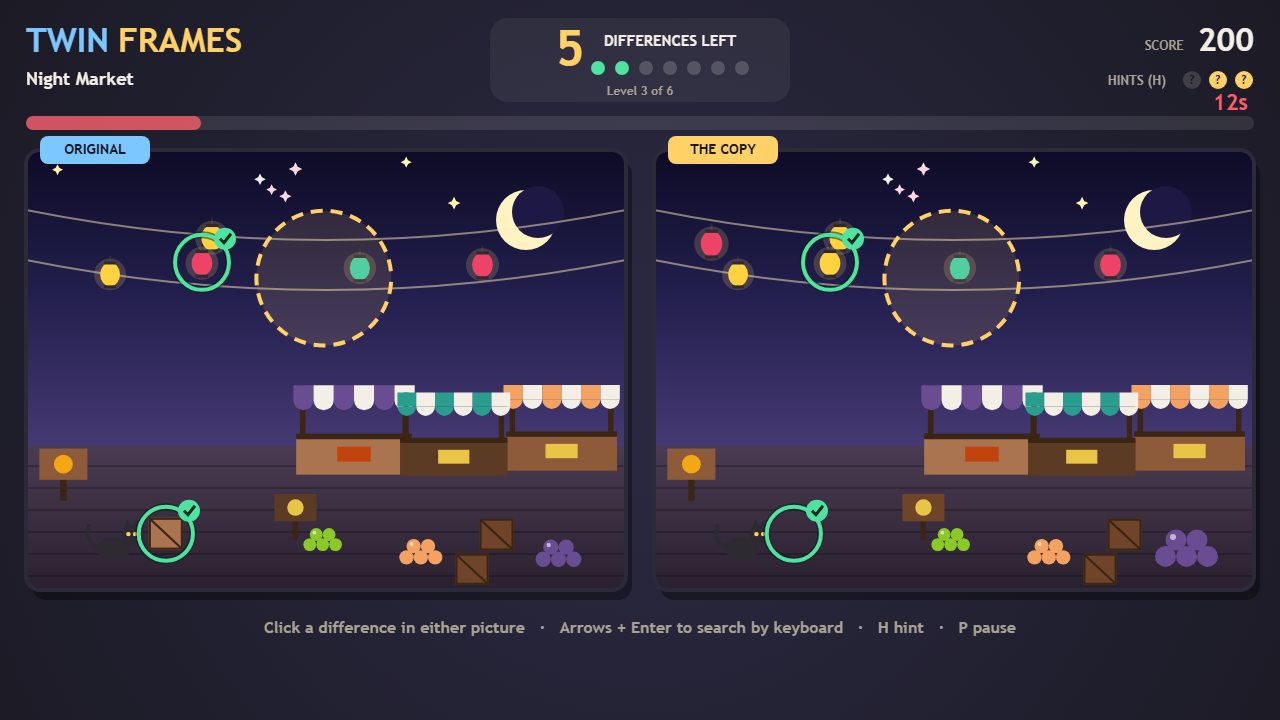 TWIN FRAMES
Night Market
5 DIFFERENCES LEFT
Level 3 of 6
SCORE 200
HINTS (H) ? ? ?
12s
ORIGINAL
THE COPY
Click a difference in either picture · Arrows + Enter to search by keyboard · H hint · P pause